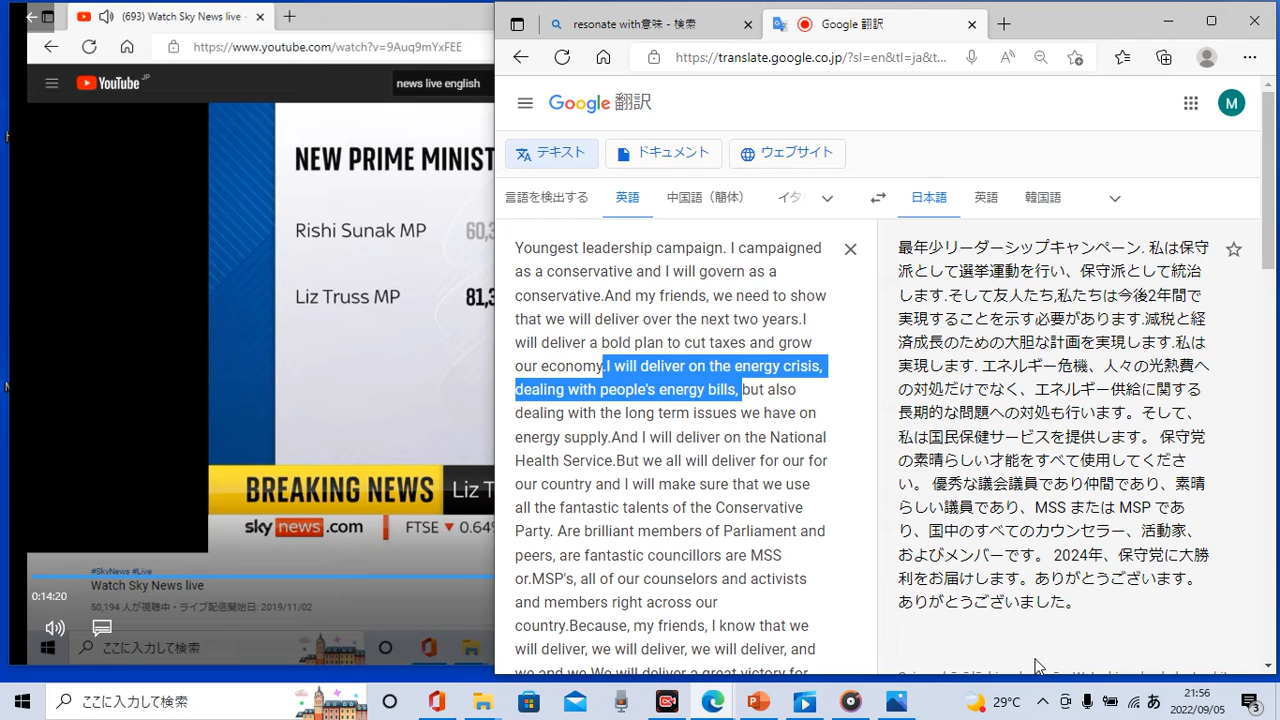 (693) Watch Sky News live -
https://www.youtube.com/watch?v=9Auq9mYxFEE
YouTube JP
news live english
NEW PRIME MINIST
Rishi Sunak MP 60,3
Liz Truss MP 81,3
BREAKING NEWS Liz T
sky news.com FTSE 0.64
#SkyNews #Live
Watch Sky News live
50,194 人が視聴中・ライブ配信開始日: 2019/11/02
0:14:20
ここに入力して検索
resonate with意味 - 検索
Google 翻訳
https://translate.google.co.jp/?sl=en&tl=ja&t...
Google 翻訳
M
テキスト
ドキュメント
ウェブサイト
言語を検出する
英語
中国語（簡体）
イタ
日本語
英語
韓国語
Youngest leadership campaign. I campaigned
as a conservative and I will govern as a
conservative.And my friends, we need to show
that we will deliver over the next two years.I
will deliver a bold plan to cut taxes and grow
our economy.I will deliver on the energy crisis,
dealing with people's energy bills, but also
dealing with the long term issues we have on
energy supply.And I will deliver on the National
Health Service.But we all will deliver for our for
our country and I will make sure that we use
all the fantastic talents of the Conservative
Party. Are brilliant members of Parliament and
peers, are fantastic councillors are MSS
or.MSP's, all of our counselors and activists
and members right across our
country.Because, my friends, I know that we
will deliver, we will deliver, we will deliver, and
we and we.We will deliver a great victory for
最年少リーダーシップキャンペーン. 私は保守
派として選挙運動を行い、保守派として統治
します.そして友人たち,私たちは今後2年間で
実現することを示す必要があります.減税と経
済成長のための大胆な計画を実現します.私は
実現します. エネルギー危機、人々の光熱費へ
の対処だけでなく、エネルギー供給に関する
長期的な問題への対処も行います。そして、
私は国民保健サービスを提供します。 保守党
の素晴らしい才能をすべて使用してくださ
い。 優秀な議会議員であり仲間であり、素晴
らしい議員であり、MSS または MSP であ
り、国中のすべてのカウンセラー、活動家、
およびメンバーです。 2024年、保守党に大勝
利をお届けします。ありがとうございます。
ありがとうございました。
ここに入力して検索
29°C
あ
21:56
2022/09/05
3